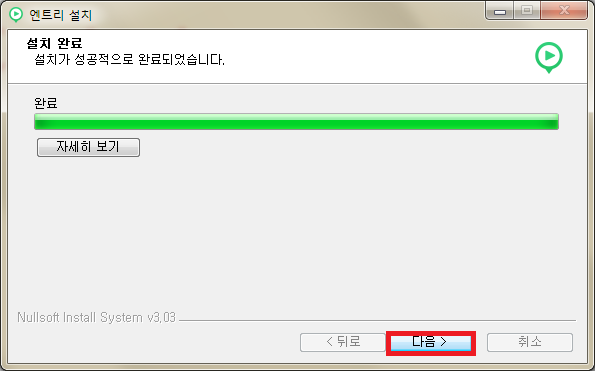 엔트리 설치
설치 완료
설치가 성공적으로 완료되었습니다.
완료
자세히 보기
Nullsoft Install System v3.03
< 뒤로
다음 >
취소